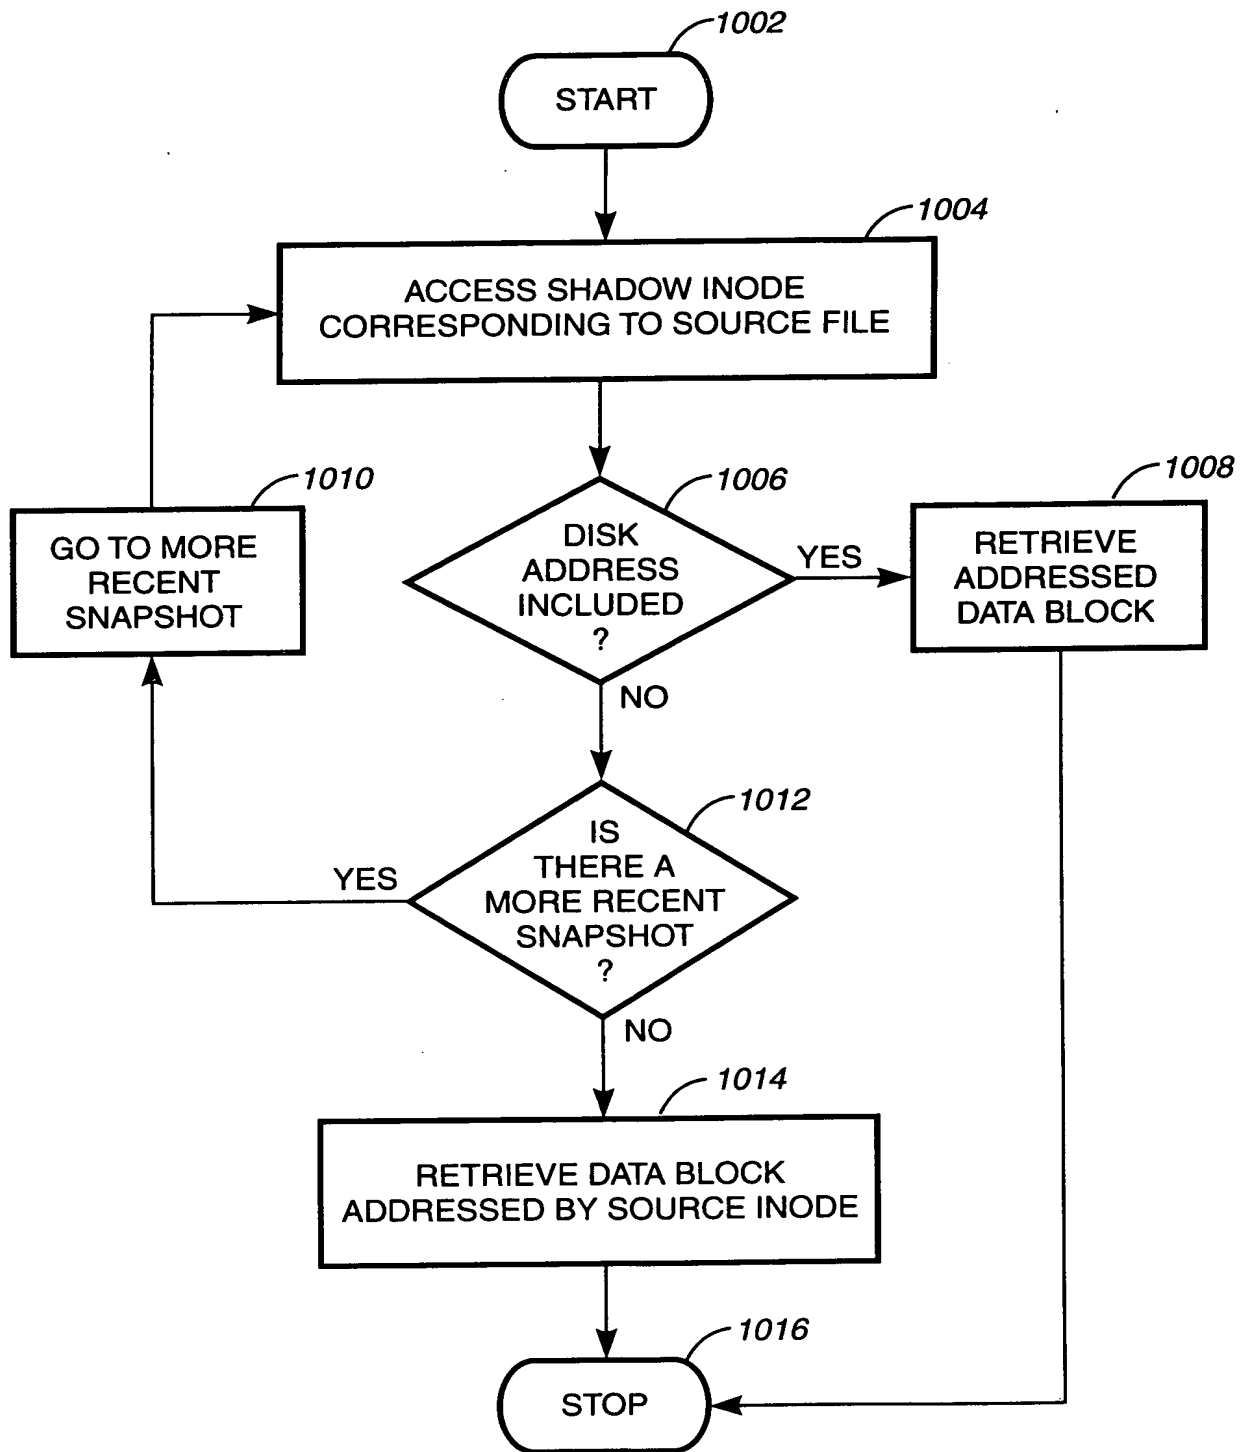 1002
START
1004
ACCESS SHADOW INODE
CORRESPONDING TO SOURCE FILE
1006
DISK
ADDRESS
INCLUDED
?
YES
NO
1008
RETRIEVE
ADDRESSED
DATA BLOCK
1010
GO TO MORE
RECENT
SNAPSHOT
1012
IS
THERE A
MORE RECENT
SNAPSHOT
?
YES
NO
1014
RETRIEVE DATA BLOCK
ADDRESSED BY SOURCE INODE
1016
STOP